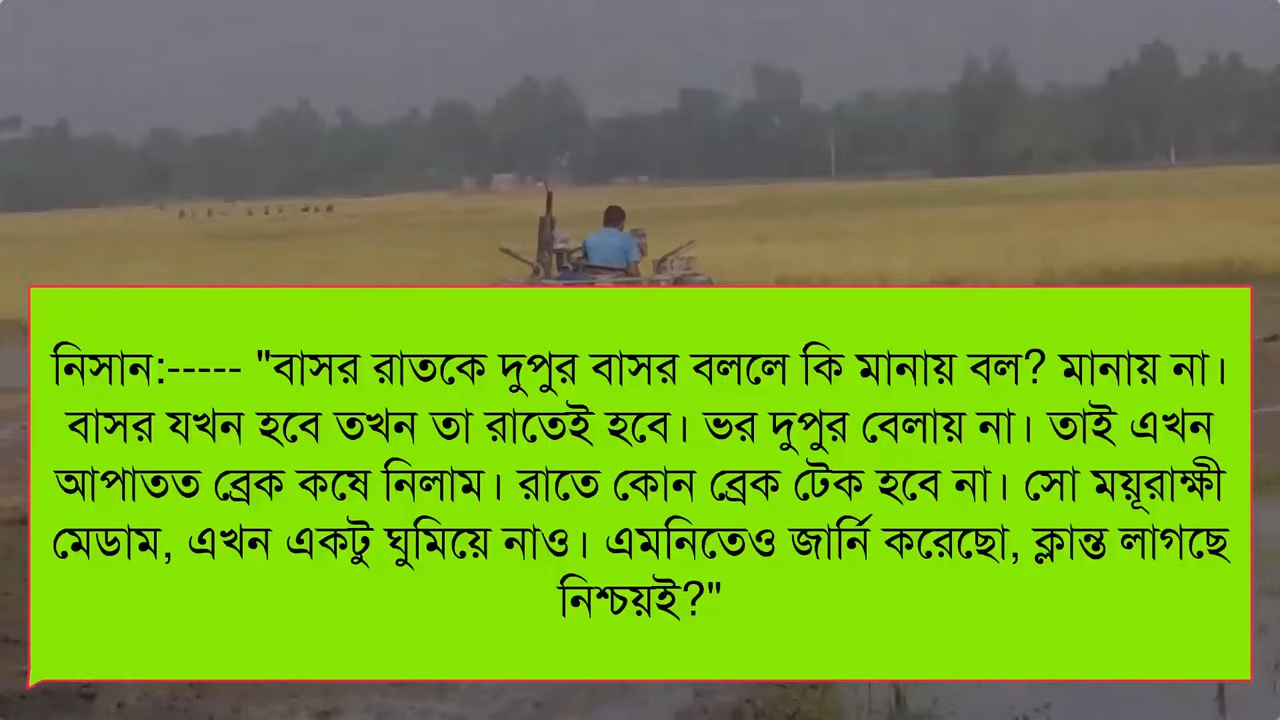 নিসান:----- "বাসর রাতকে দুপুর বাসর বললে কি মানায় বল? মানায় না।
বাসর যখন হবে তখন তা রাতেই হবে। ভর দুপুর বেলায় না। তাই এখন
আপাতত ব্রেক কষে নিলাম। রাতে কোন ব্রেক টেক হবে না। সো ময়ূরাক্ষী
মেডাম, এখন একটু ঘুমিয়ে নাও। এমনিতেও জার্নি করেছো, ক্লান্ত লাগছে
নিশ্চয়ই?"